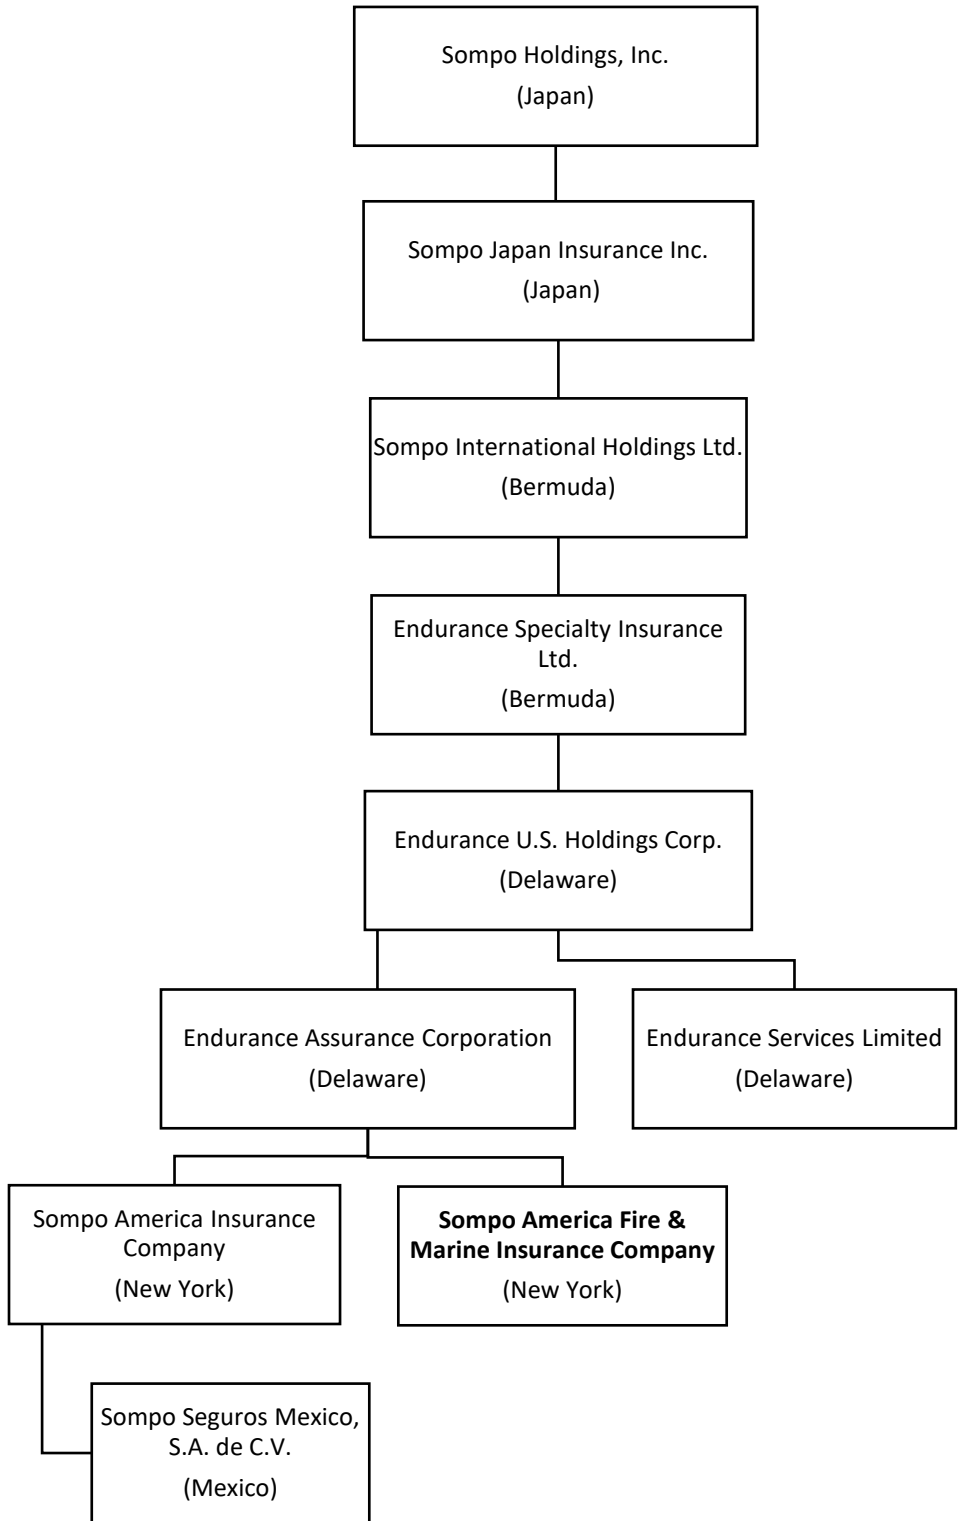 Sompo Holdings, Inc.
(Japan)
Sompo Japan Insurance Inc.
(Japan)
Sompo International Holdings Ltd.
(Bermuda)
Endurance Specialty Insurance
Ltd.
(Bermuda)
Endurance U.S. Holdings Corp.
(Delaware)
Endurance Assurance Corporation
(Delaware)
Endurance Services Limited
(Delaware)
Sompo America Insurance
Company
(New York)
Sompo America Fire &
Marine Insurance Company
(New York)
Sompo Seguros Mexico,
S.A. de C.V.
(Mexico)